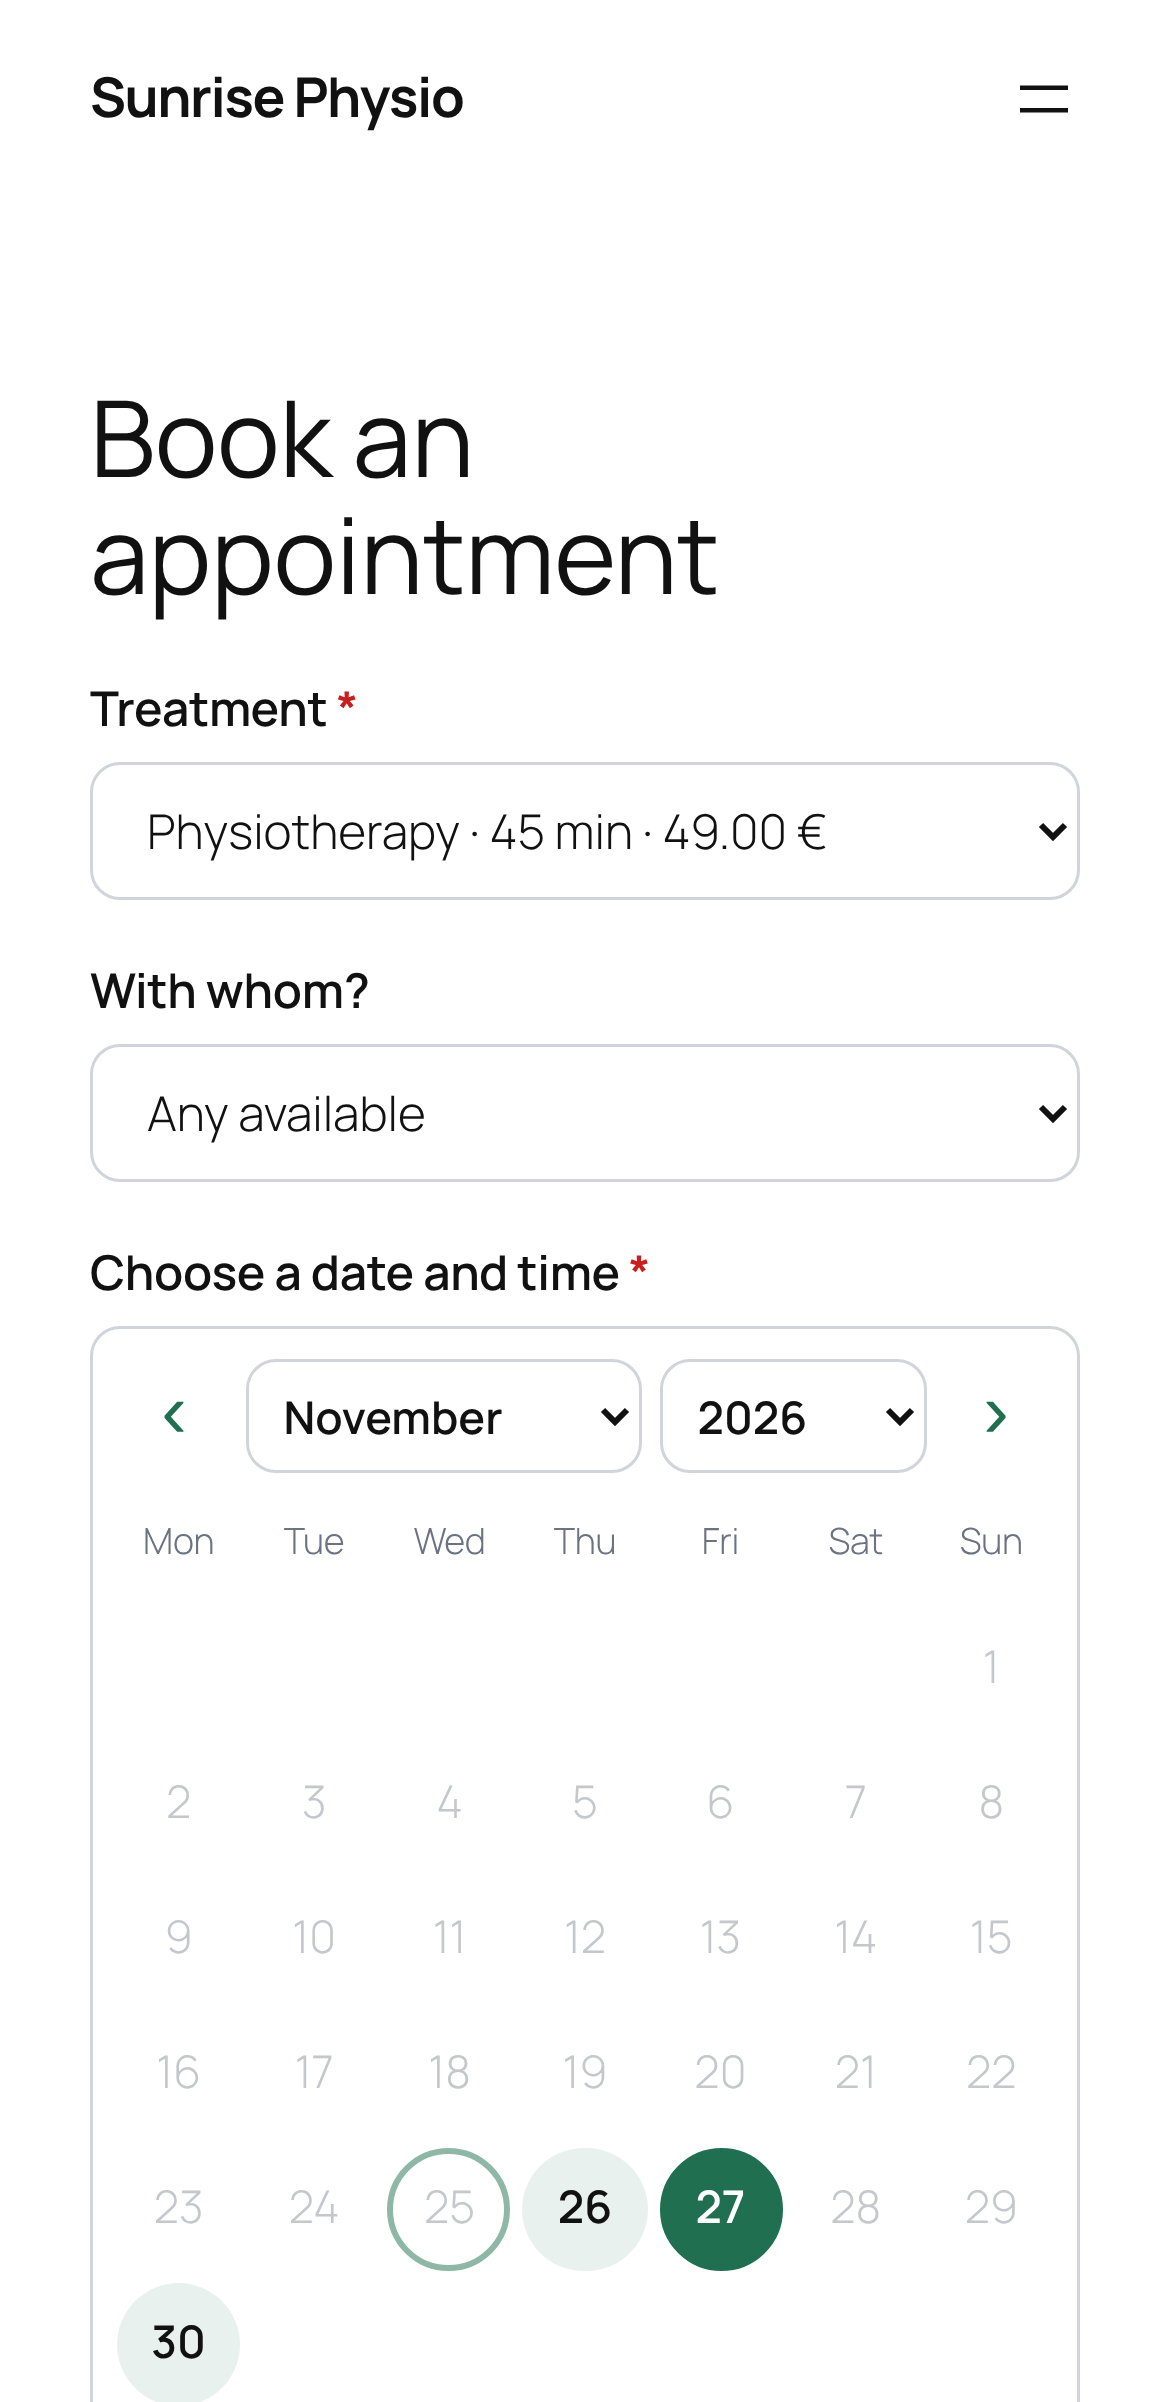 Sunrise Physio
Book an
appointment
Treatment *
Physiotherapy · 45 min · 49.00 €
With whom?
Any available
Choose a date and time *
November 2026
Mon Tue Wed Thu Fri Sat Sun
1
2 3 4 5 6 7 8
9 10 11 12 13 14 15
16 17 18 19 20 21 22
23 24 25 26 27 28 29
30